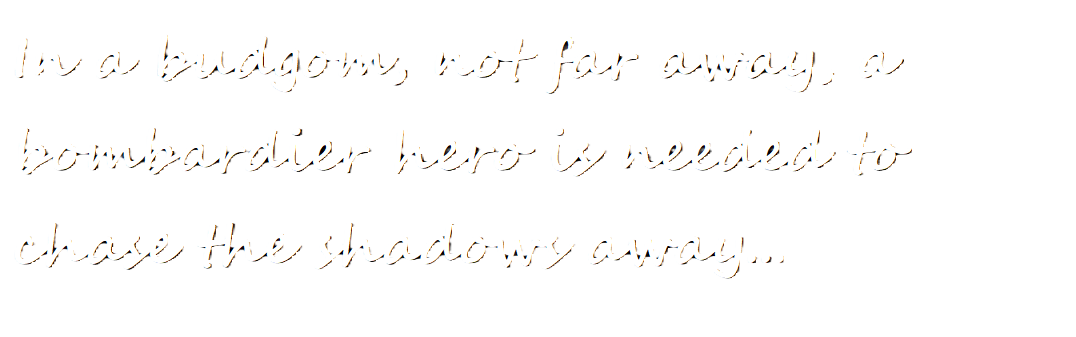 In a budgom, not far away, a
bombardier hero is needed to
chase the shadows away...